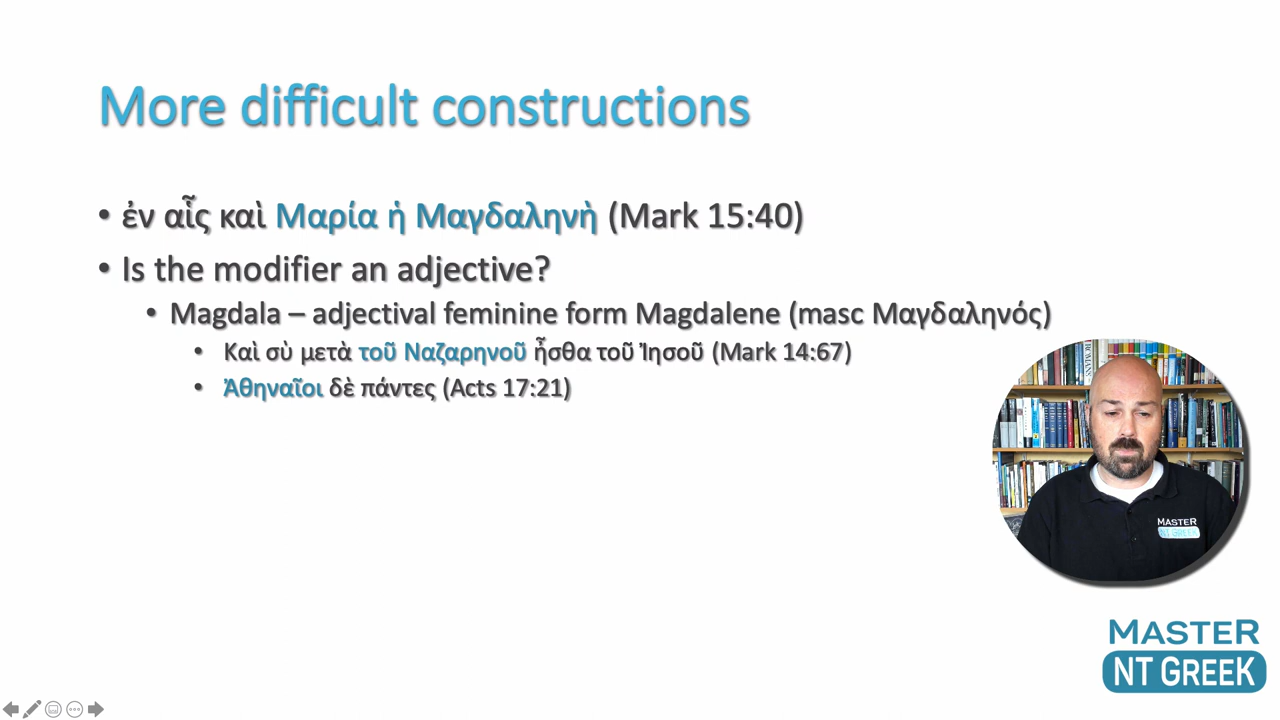 More difficult constructions
• ἐν αἷς καὶ Μαρία ἡ Μαγδαληνὴ (Mark 15:40)
• Is the modifier an adjective?
• Magdala – adjectival feminine form Magdalene (masc Μαγδαληνός)
• Καὶ σὺ μετὰ τοῦ Ναζαρηνοῦ ἦσθα τοῦ Ἰησοῦ (Mark 14:67)
• Ἀθηναῖοι δὲ πάντες (Acts 17:21)
ROMANS
MASTER
NT GREEK
MASTER
NT GREEK